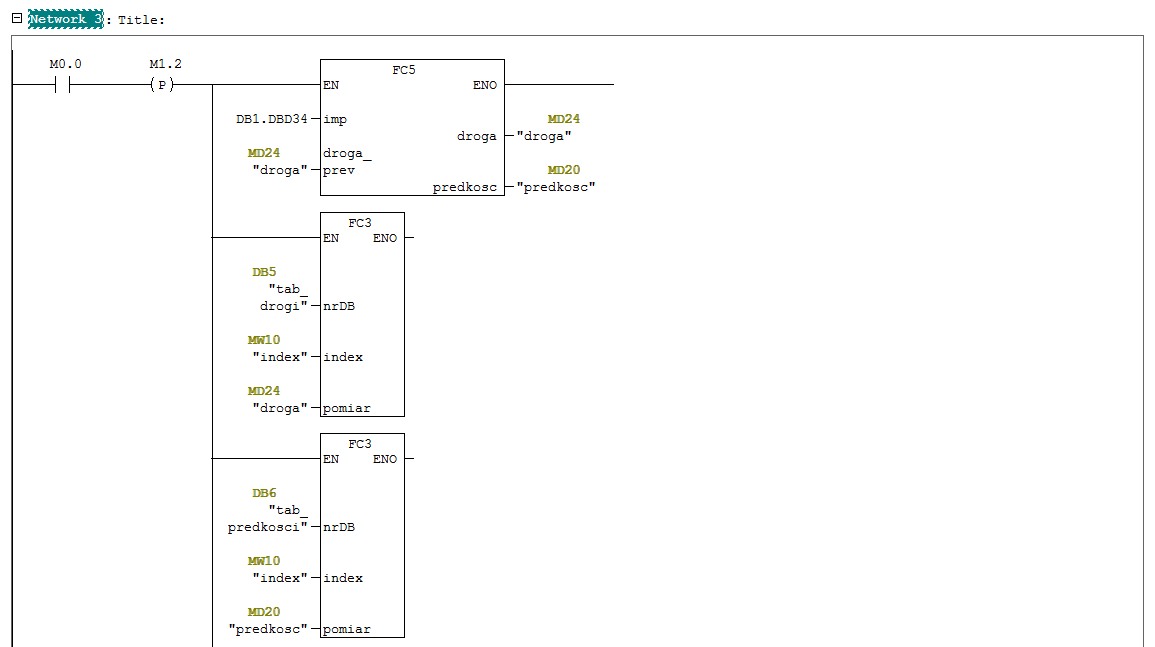 Network 3: Title:
M0.0
M1.2
P
FC5
EN
ENO
DB1.DBD34
imp
MD24
"droga"
droga_
prev
MD24
droga
"droga"
MD20
predkosc
"predkosc"
FC3
EN ENO
DB5
"tab_
drogi"
nrDB
MW10
"index"
index
MD24
"droga"
pomiar
FC3
EN ENO
DB6
"tab_
predkosci"
nrDB
MW10
"index"
index
MD20
"predkosc"
pomiar